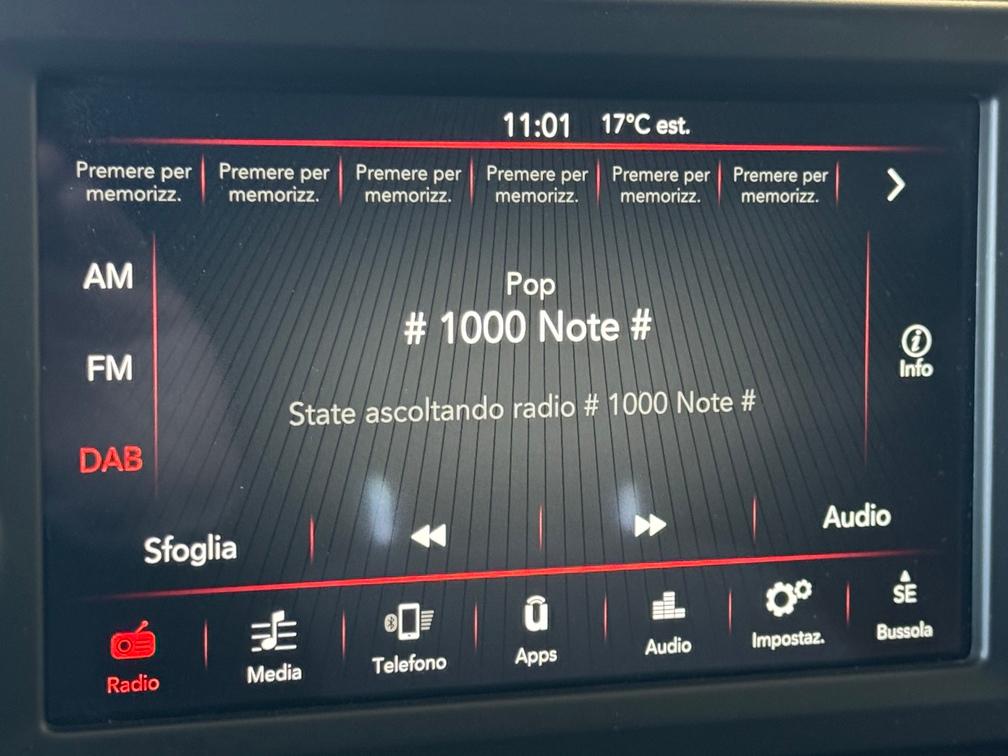 11:01 17°C est.
Premere per memorizz.
Premere per memorizz.
Premere per memorizz.
Premere per memorizz.
Premere per memorizz.
Premere per memorizz.
AM
FM
DAB
Pop
# 1000 Note #
State ascoltando radio # 1000 Note #
Info
Sfoglia
Audio
Radio
Media
Telefono
Apps
Audio
Impostaz.
SE
Bussola